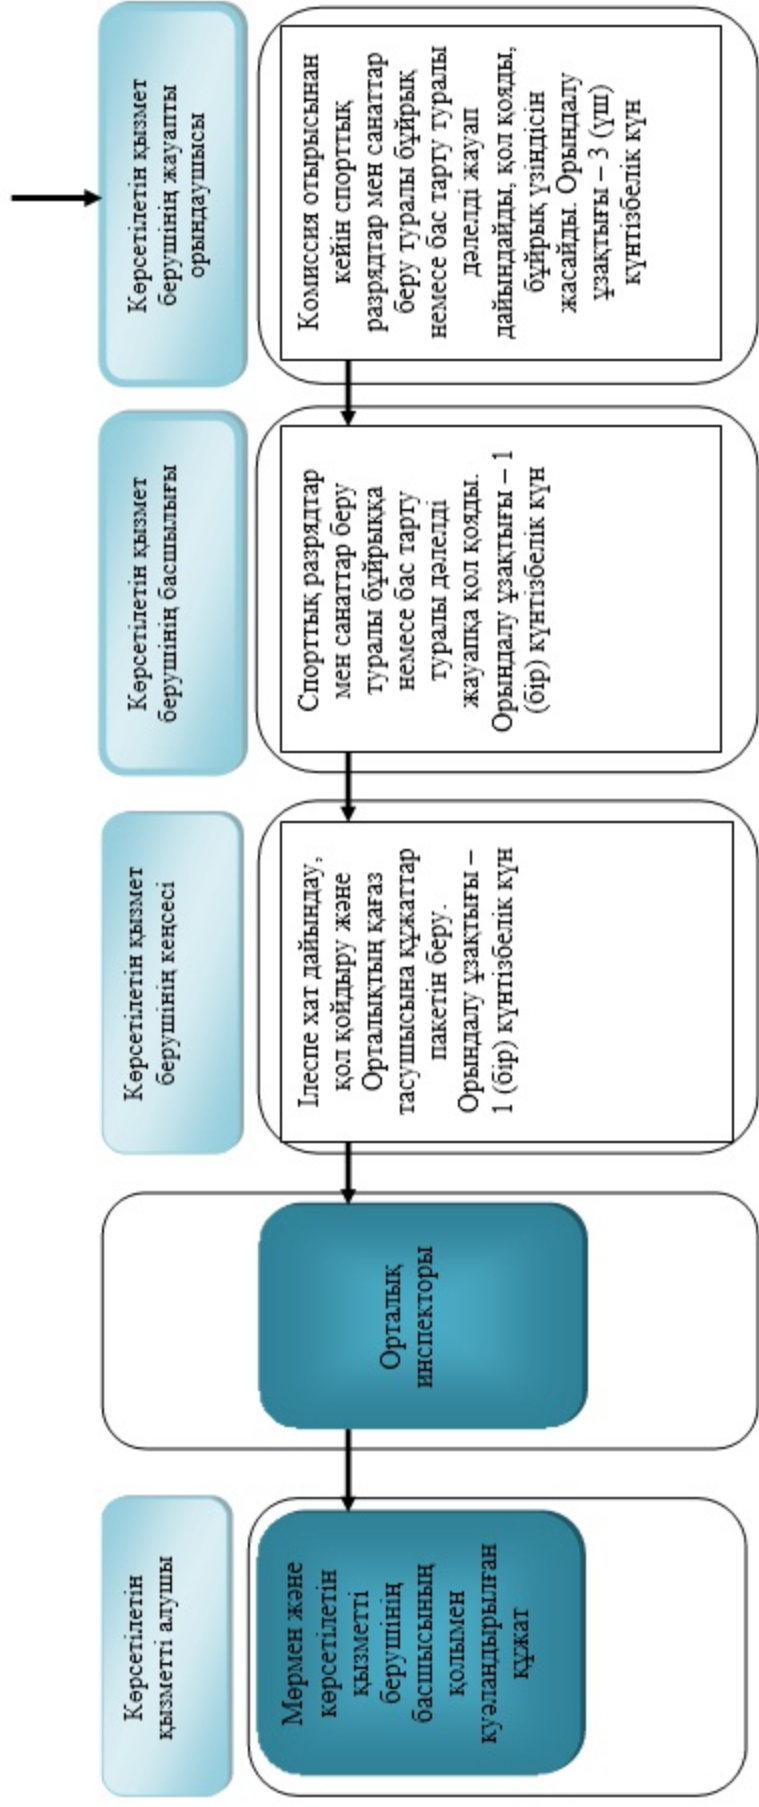 Көрсетілетін қызмет
берушінің жауапты
орындаушысы
Комиссия отырысынан
кейін спорттық
разрядтар мен санаттар
беру туралы бұйрық
немесе бас тарту туралы
дәлелді жауап
дайындайды, қол қояды,
бұйрық үзіндісін
жасайды. Орындалу
ұзақтығы – 3 (үш)
күнтізбелік күн
Көрсетілетін қызмет
берушінің басшылығы
Спорттық разрядтар
мен санаттар беру
туралы бұйрыққа
немесе бас тарту
туралы дәлелді
жауапқа қол қояды.
Орындалу ұзақтығы – 1
(бір) күнтізбелік күн
Көрсетілетін қызмет
берушінің кеңсесі
Ілеспе хат дайындау,
қол қойдыру және
Орталықтың қағаз
тасушысына құжаттар
пакетін беру.
Орындалу ұзақтығы –
1 (бір) күнтізбелік күн
Орталық
инспекторы
Көрсетілетін
қызметті алушы
Мөрмен және
көрсетілетін
қызметті
берушінің
басшысының
қолымен
куәландырылған
құжат